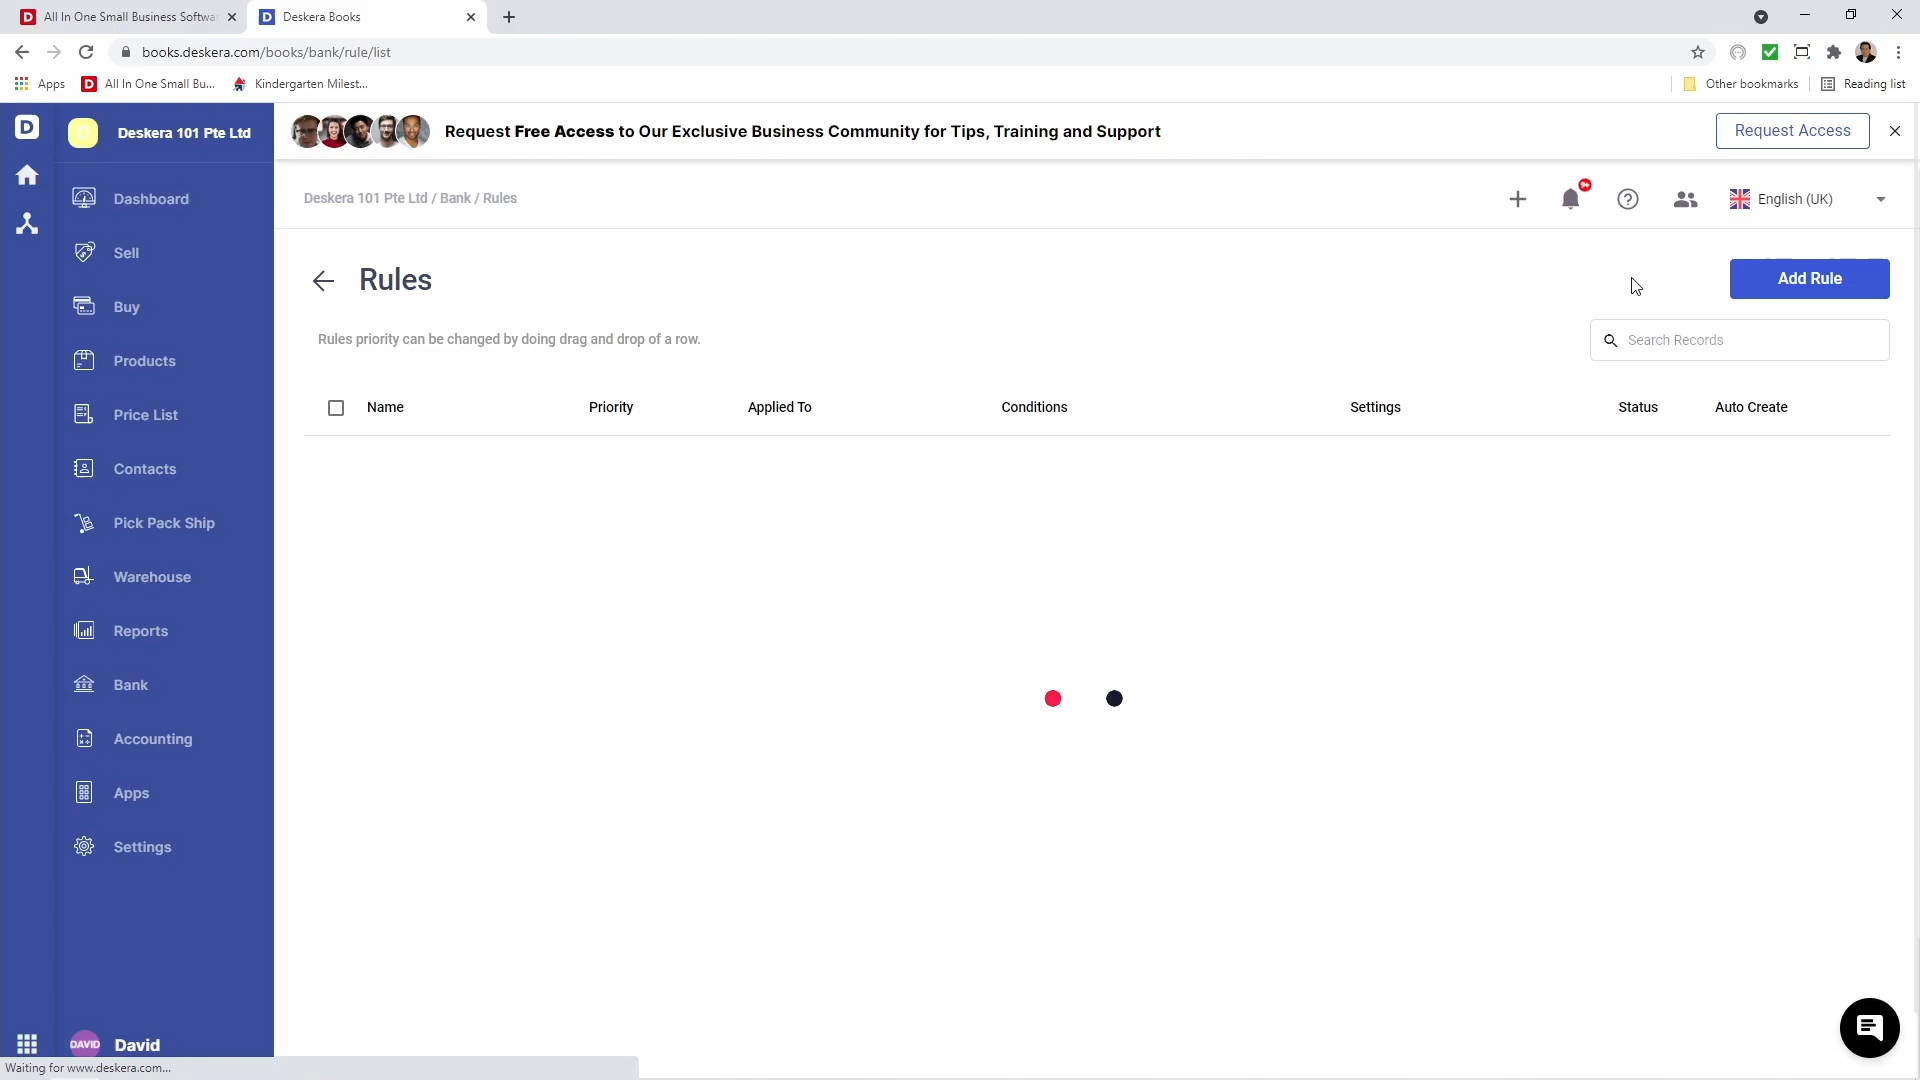 All In One Small Business Softwa
Deskera Books
books.deskera.com/books/bank/rule/list
Apps
All In One Small Bu...
Kindergarten Milest...
Other bookmarks
Reading list
D
Deskera 101 Pte Ltd
Request Free Access to Our Exclusive Business Community for Tips, Training and Support
Request Access
Deskera 101 Pte Ltd / Bank / Rules
9+
English (UK)
Dashboard
Sell
Buy
Products
Price List
Contacts
Pick Pack Ship
Warehouse
Reports
Bank
Accounting
Apps
Settings
DAVID
David
Rules
Add Rule
Rules priority can be changed by doing drag and drop of a row.
Search Records
Name Priority Applied To Conditions Settings Status Auto Create
Waiting for www.deskera.com...